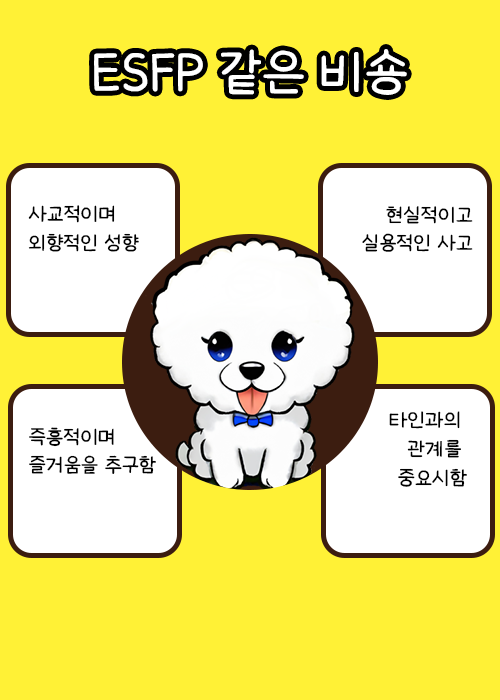 ESFP 같은 비숑
사교적이며
외향적인 성향
현실적이고
실용적인 사고
즉흥적이며
즐거움을 추구함
타인과의
관계를
중요시함